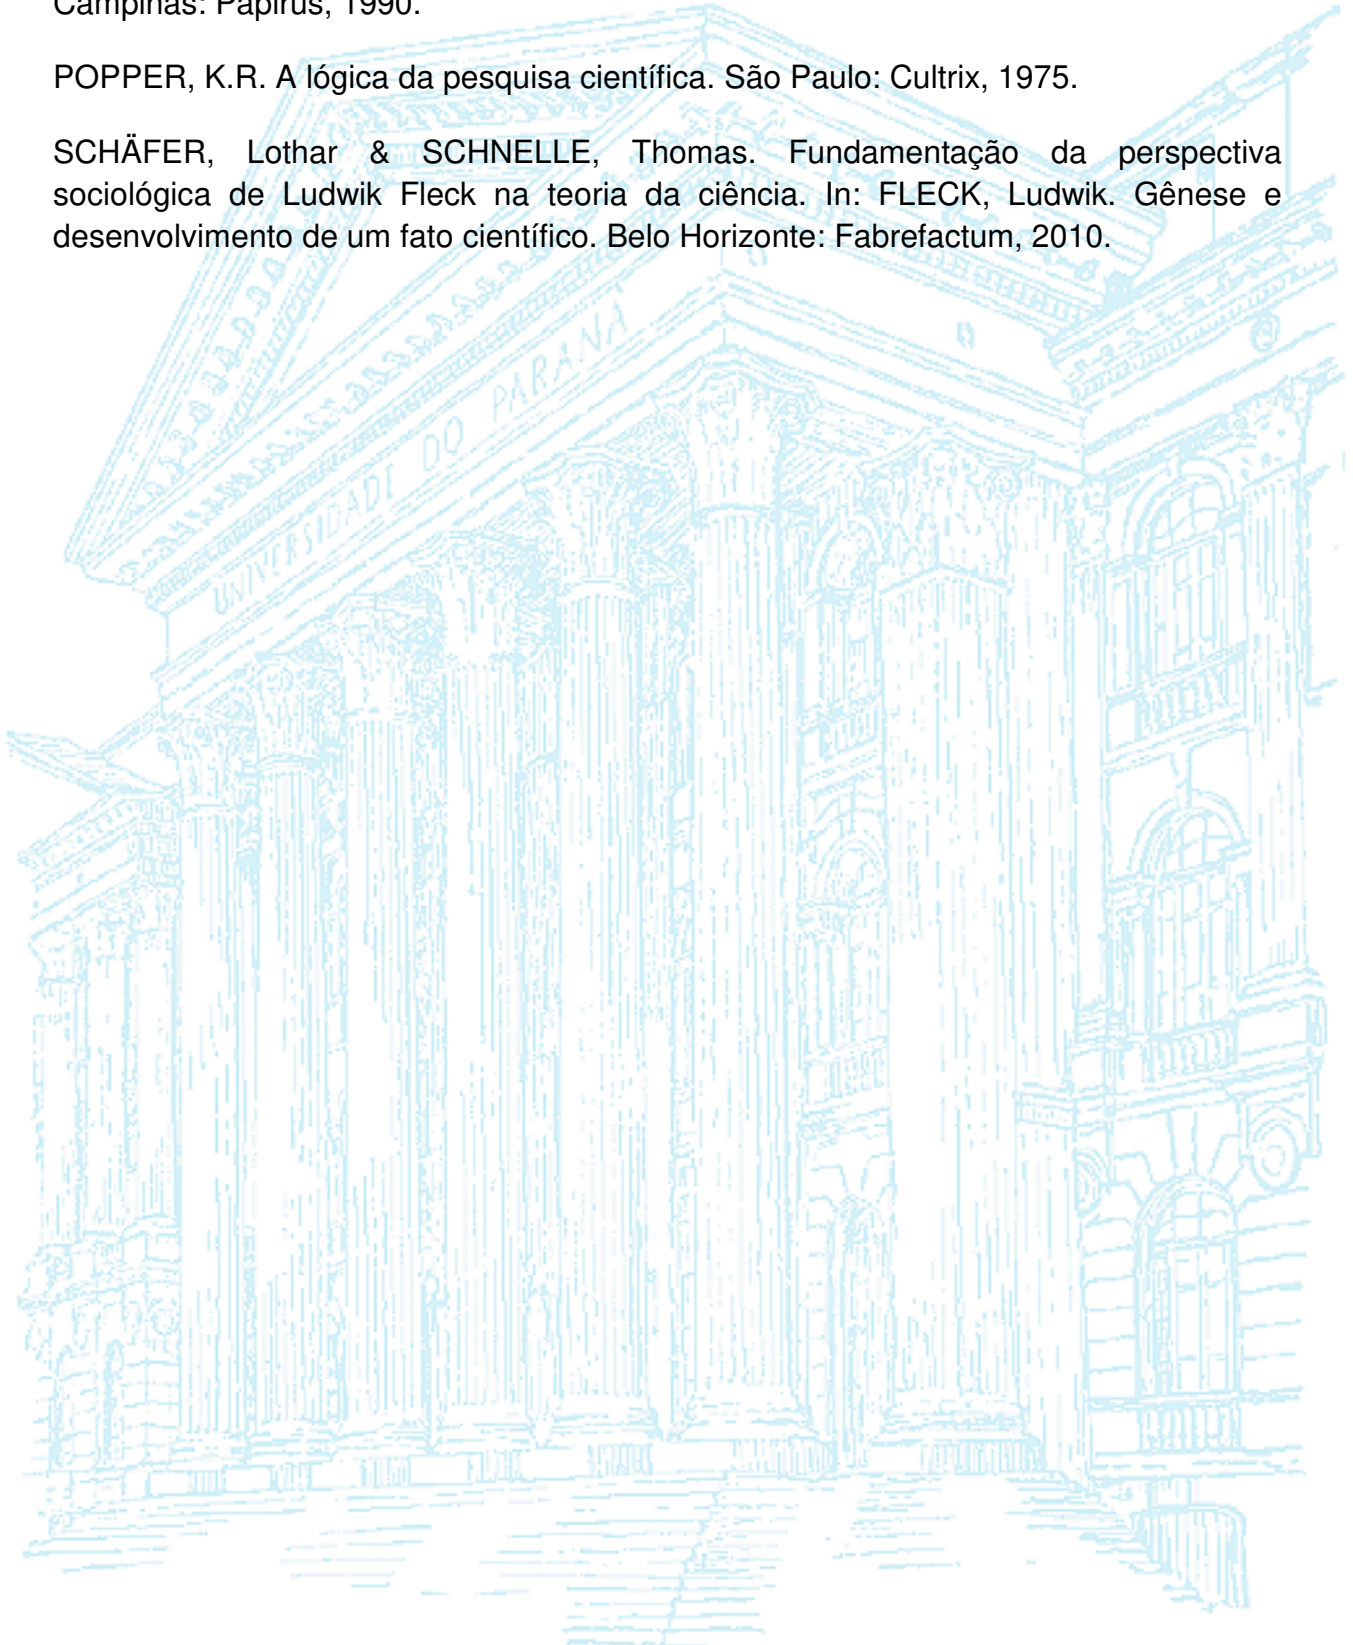 Campinas: Papirus, 1990.
POPPER, K.R. A lógica da pesquisa científica. São Paulo: Cultrix, 1975.
SCHÄFER, Lothar & SCHNELLE, Thomas. Fundamentação da perspectiva
sociológica de Ludwik Fleck na teoria da ciência. In: FLECK, Ludwik. Gênese e
desenvolvimento de um fato científico. Belo Horizonte: Fabrefactum, 2010.
UNIVERSIDADE DO PARANÁ